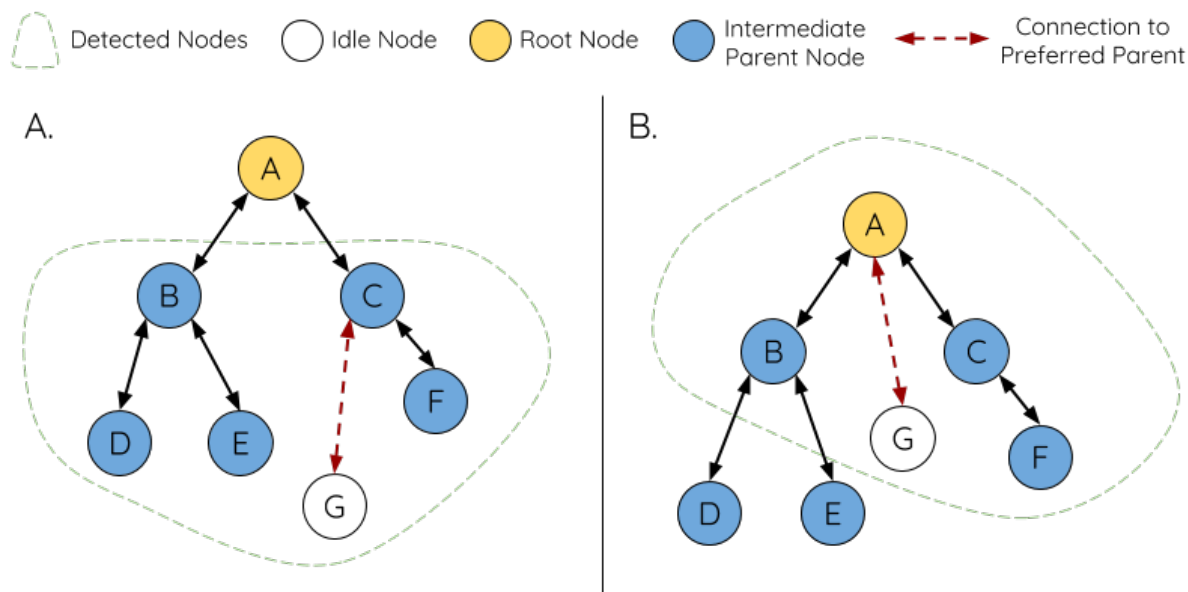 Detected Nodes
Idle Node
Root Node
Intermediate
Parent Node
Connection to
Preferred Parent
A.
A
B
C
D
E
F
G
B.
A
B
C
G
F
D
E